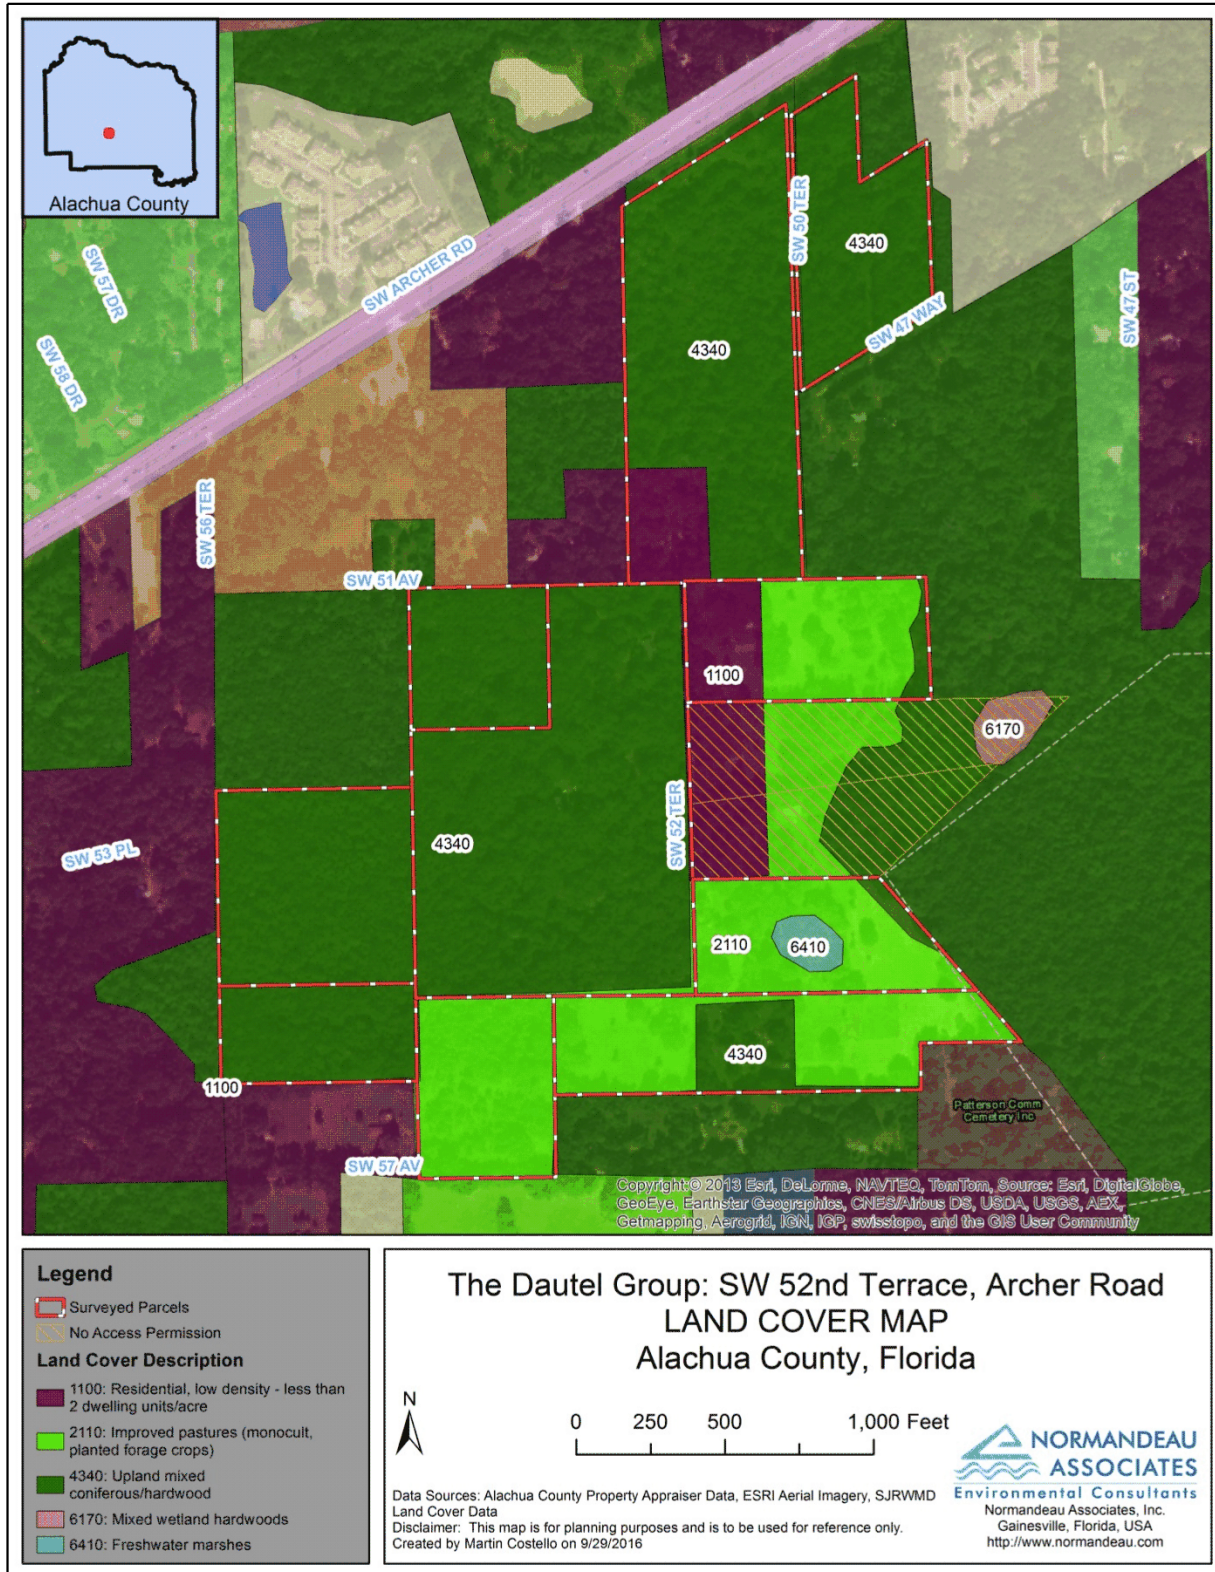 Alachua County
SW 57 DR
SW 58 DR
SW ARCHER RD
SW 50 TER
4340
4340
SW 47 WAY
SW 47 ST
SW 56 TER
SW 51 AV
1100
6170
SW 53 PL
4340
SW 52 TER
2110
6410
4340
1100
Patterson Comm
Cemetery Inc
SW 57 AV
Copyright:© 2013 Esri, DeLorme, NAVTEQ, TomTom, Source: Esri, DigitalGlobe,
GeoEye, Earthstar Geographics, CNES/Airbus DS, USDA, USGS, AEX,
Getmapping, Aerogrid, IGN, IGP, swisstopo, and the GIS User Community
Legend
Surveyed Parcels
No Access Permission
Land Cover Description
1100: Residential, low density - less than
2 dwelling units/acre
2110: Improved pastures (monocult,
planted forage crops)
4340: Upland mixed
coniferous/hardwood
6170: Mixed wetland hardwoods
6410: Freshwater marshes
The Dautel Group: SW 52nd Terrace, Archer Road
LAND COVER MAP
Alachua County, Florida
N
0 250 500 1,000 Feet
Data Sources: Alachua County Property Appraiser Data, ESRI Aerial Imagery, SJRWMD
Land Cover Data
Disclaimer: This map is for planning purposes and is to be used for reference only.
Created by Martin Costello on 9/29/2016
NORMANDEAU
ASSOCIATES
Environmental Consultants
Normandeau Associates, Inc.
Gainesville, Florida, USA
http://www.normandeau.com